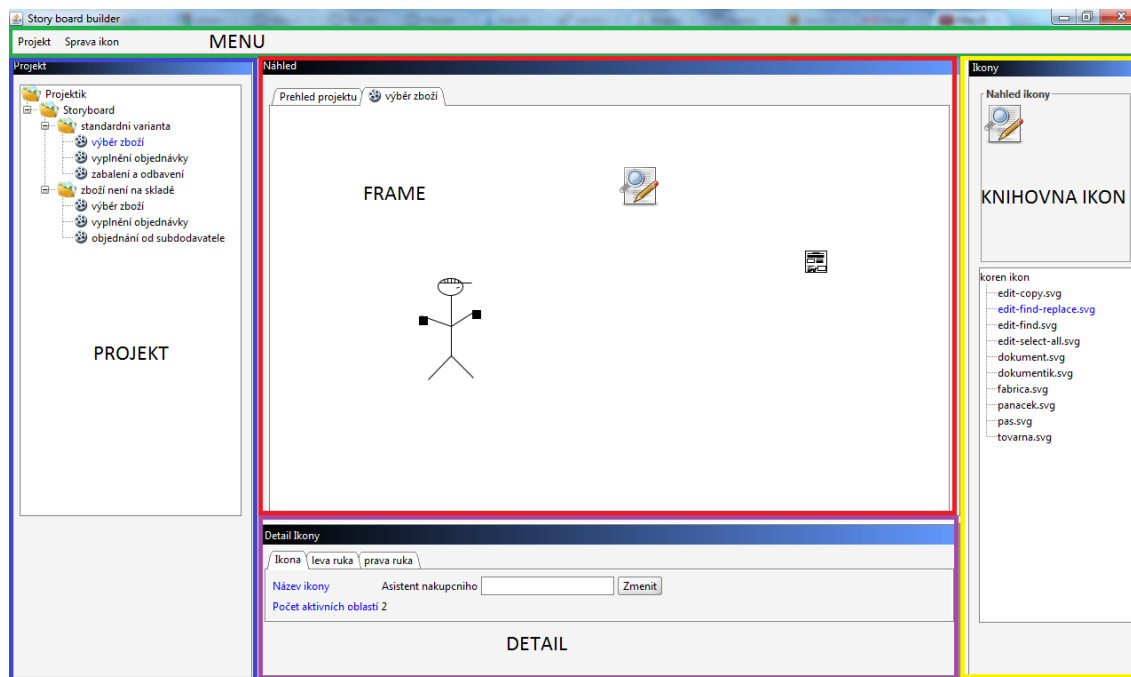 Story board builder
Projekt Sprava ikon MENU
Projekt
Projektik
Storyboard
standardni varianta
výběr zboží
vyplnění objednávky
zabalení a odbavení
zboží není na skladě
výběr zboží
vyplnění objednávky
objednání od subdodavatele
PROJEKT
Náhled
Prehled projektu výběr zboží
FRAME
Detail Ikony
Ikona leva ruka prava ruka
Název ikony Asistent nakupcniho Zmenit
Počet aktivních oblastí 2
DETAIL
Ikony
Nahled ikony
KNIHOVNA IKON
koren ikon
edit-copy.svg
edit-find-replace.svg
edit-find.svg
edit-select-all.svg
dokument.svg
dokumentik.svg
fabrica.svg
panacek.svg
pas.svg
tovarna.svg